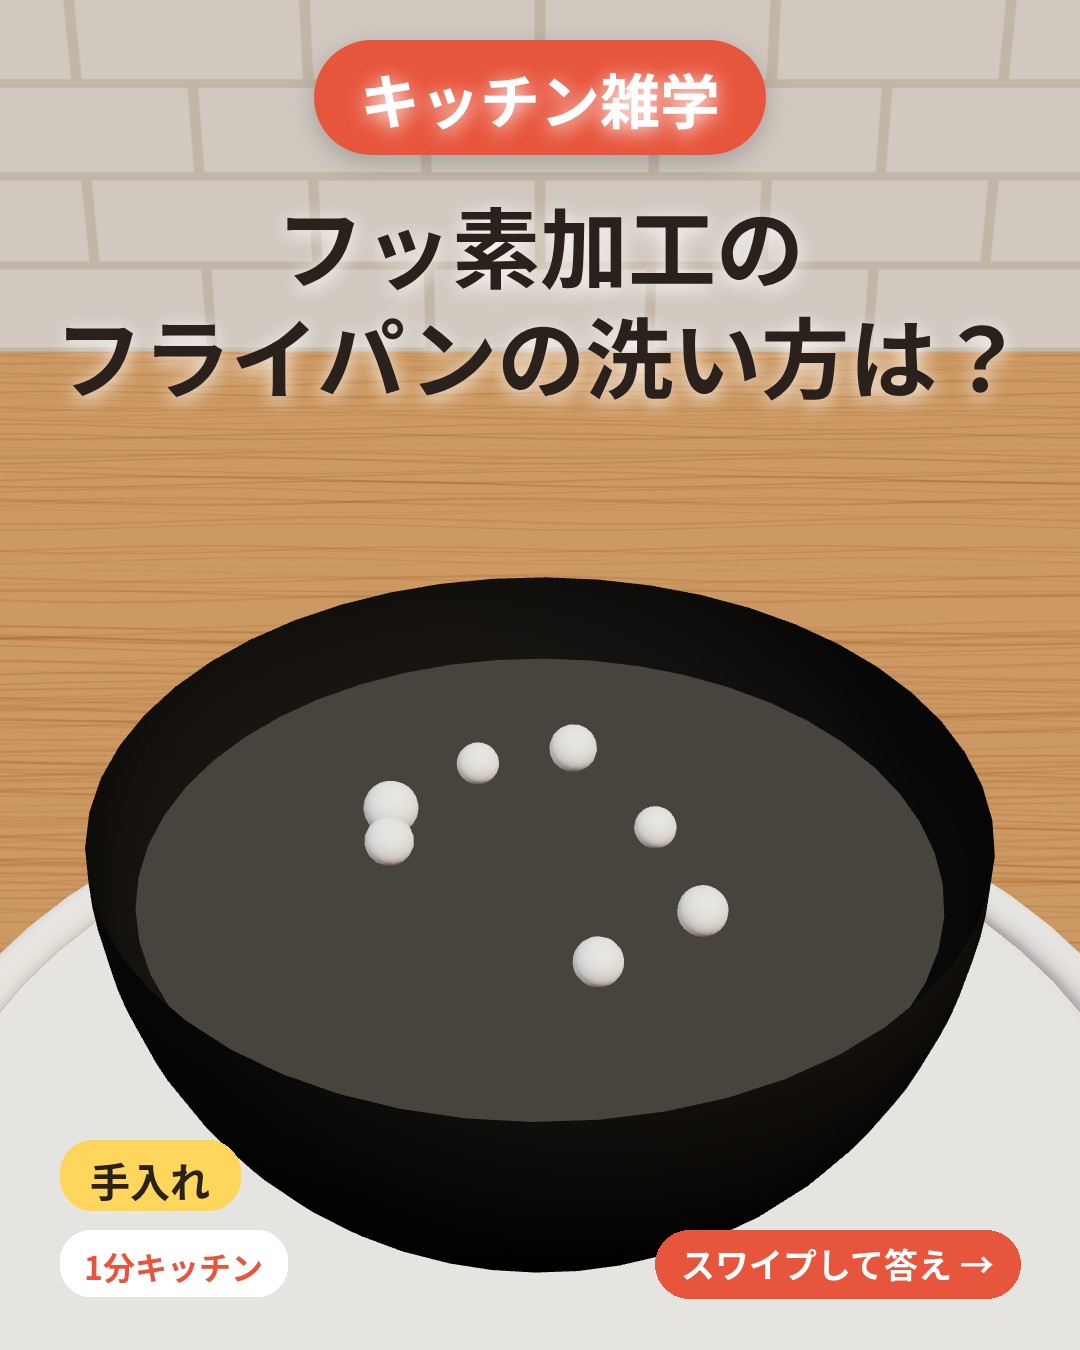 キッチン雑学
フッ素加工の
フライパンの洗い方は？
手入れ
1分キッチン
スワイプして答え→